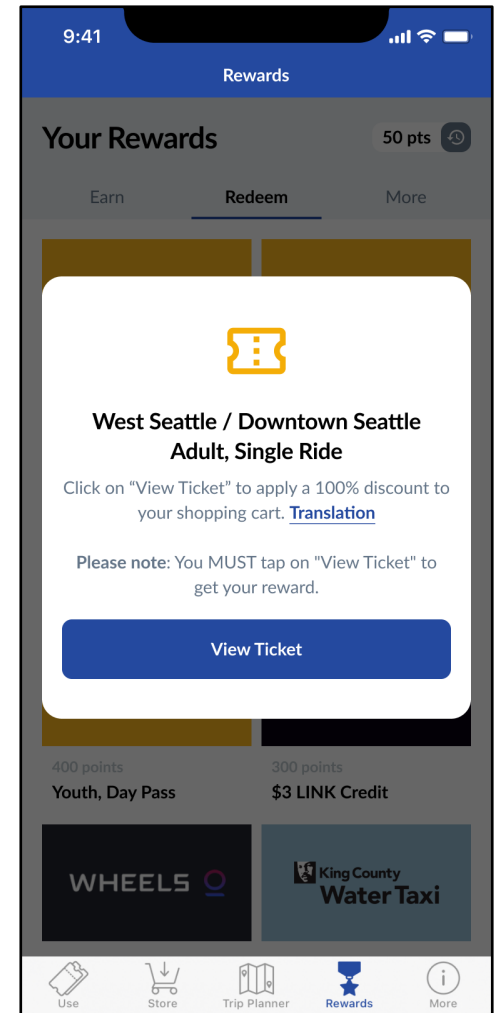 9:41
Rewards
Your Rewards
50 pts
Earn Redeem More
West Seattle / Downtown Seattle
Adult, Single Ride
Click on “View Ticket” to apply a 100% discount to
your shopping cart. Translation
Please note: You MUST tap on "View Ticket" to
get your reward.
View Ticket
400 points
Youth, Day Pass
300 points
$3 LINK Credit
WHEELS
King County
Water Taxi
Use Store Trip Planner Rewards More